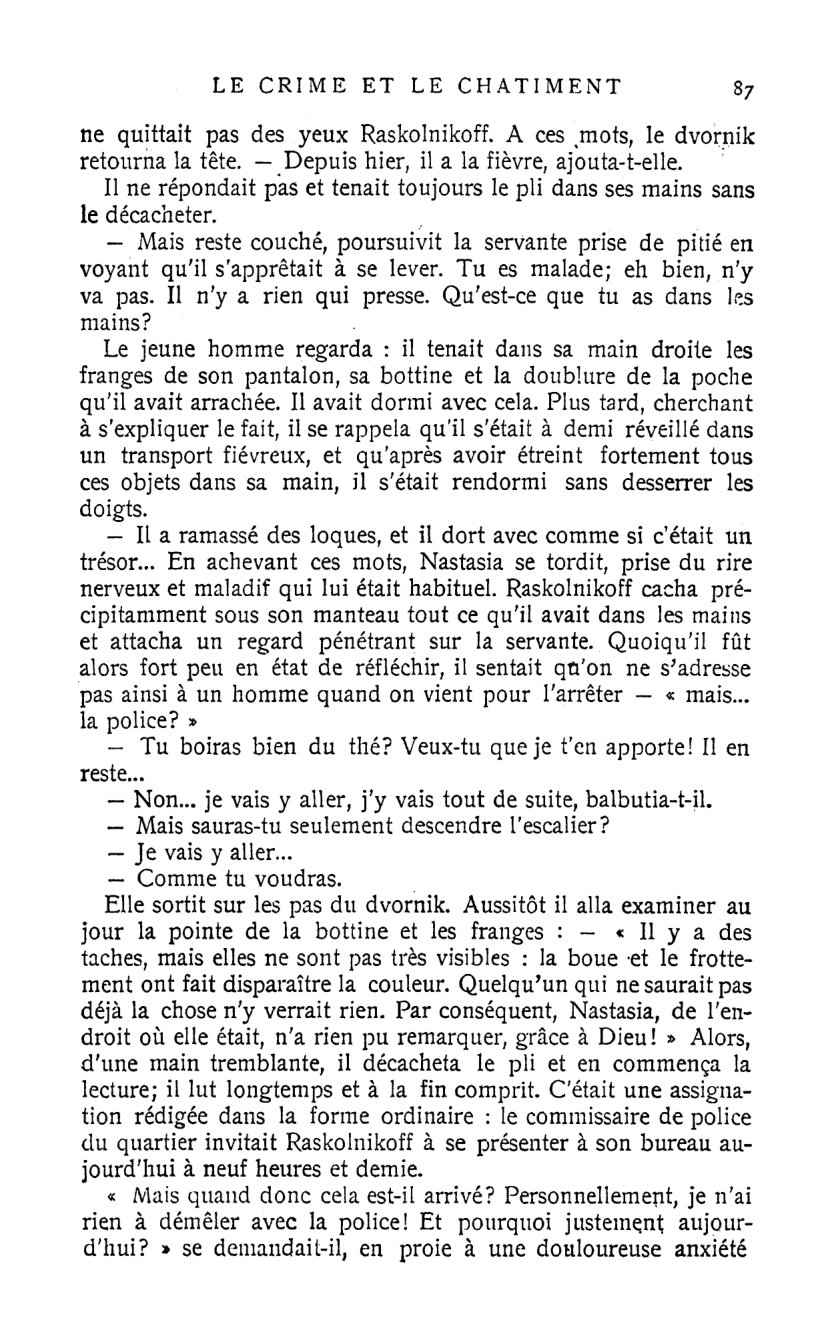 LE CRIME ET LE CHATIMENT 87
ne quittait pas des yeux Raskolnikoff. A ces mots, le dvornik
retourna la tête. — Depuis hier, il a la fièvre, ajouta-t-elle.
Il ne répondait pas et tenait toujours le pli dans ses mains sans
le décacheter.
— Mais reste couché, poursuivit la servante prise de pitié en
voyant qu'il s'apprêtait à se lever. Tu es malade; eh bien, n'y
va pas. Il n'y a rien qui presse. Qu'est-ce que tu as dans les
mains?
Le jeune homme regarda : il tenait dans sa main droite les
franges de son pantalon, sa bottine et la doublure de la poche
qu'il avait arrachée. Il avait dormi avec cela. Plus tard, cherchant
à s'expliquer le fait, il se rappela qu'il s'était à demi réveillé dans
un transport fiévreux, et qu'après avoir étreint fortement tous
ces objets dans sa main, il s'était rendormi sans desserrer les
doigts.
— Il a ramassé des loques, et il dort avec comme si c'était un
trésor... En achevant ces mots, Nastasia se tordit, prise du rire
nerveux et maladif qui lui était habituel. Raskolnikoff cacha pré-
cipitamment sous son manteau tout ce qu'il avait dans les mains
et attacha un regard pénétrant sur la servante. Quoiqu'il fût
alors fort peu en état de réfléchir, il sentait qu'on ne s'adresse
pas ainsi à un homme quand on vient pour l'arrêter — « mais...
la police? »
— Tu boiras bien du thé? Veux-tu que je t'en apporte! Il en
reste...
— Non... je vais y aller, j'y vais tout de suite, balbutia-t-il.
— Mais sauras-tu seulement descendre l'escalier?
— Je vais y aller...
— Comme tu voudras.
Elle sortit sur les pas du dvornik. Aussitôt il alla examiner au
jour la pointe de la bottine et les franges : — « Il y a des
taches, mais elles ne sont pas très visibles : la boue et le frotte-
ment ont fait disparaître la couleur. Quelqu'un qui ne saurait pas
déjà la chose n'y verrait rien. Par conséquent, Nastasia, de l'en-
droit où elle était, n'a rien pu remarquer, grâce à Dieu! » Alors,
d'une main tremblante, il décacheta le pli et en commença la
lecture; il lut longtemps et à la fin comprit. C'était une assigna-
tion rédigée dans la forme ordinaire : le commissaire de police
du quartier invitait Raskolnikoff à se présenter à son bureau au-
jourd'hui à neuf heures et demie.
« Mais quand donc cela est-il arrivé? Personnellement, je n'ai
rien à démêler avec la police! Et pourquoi justement aujour-
d'hui? » se demandait-il, en proie à une douloureuse anxiété